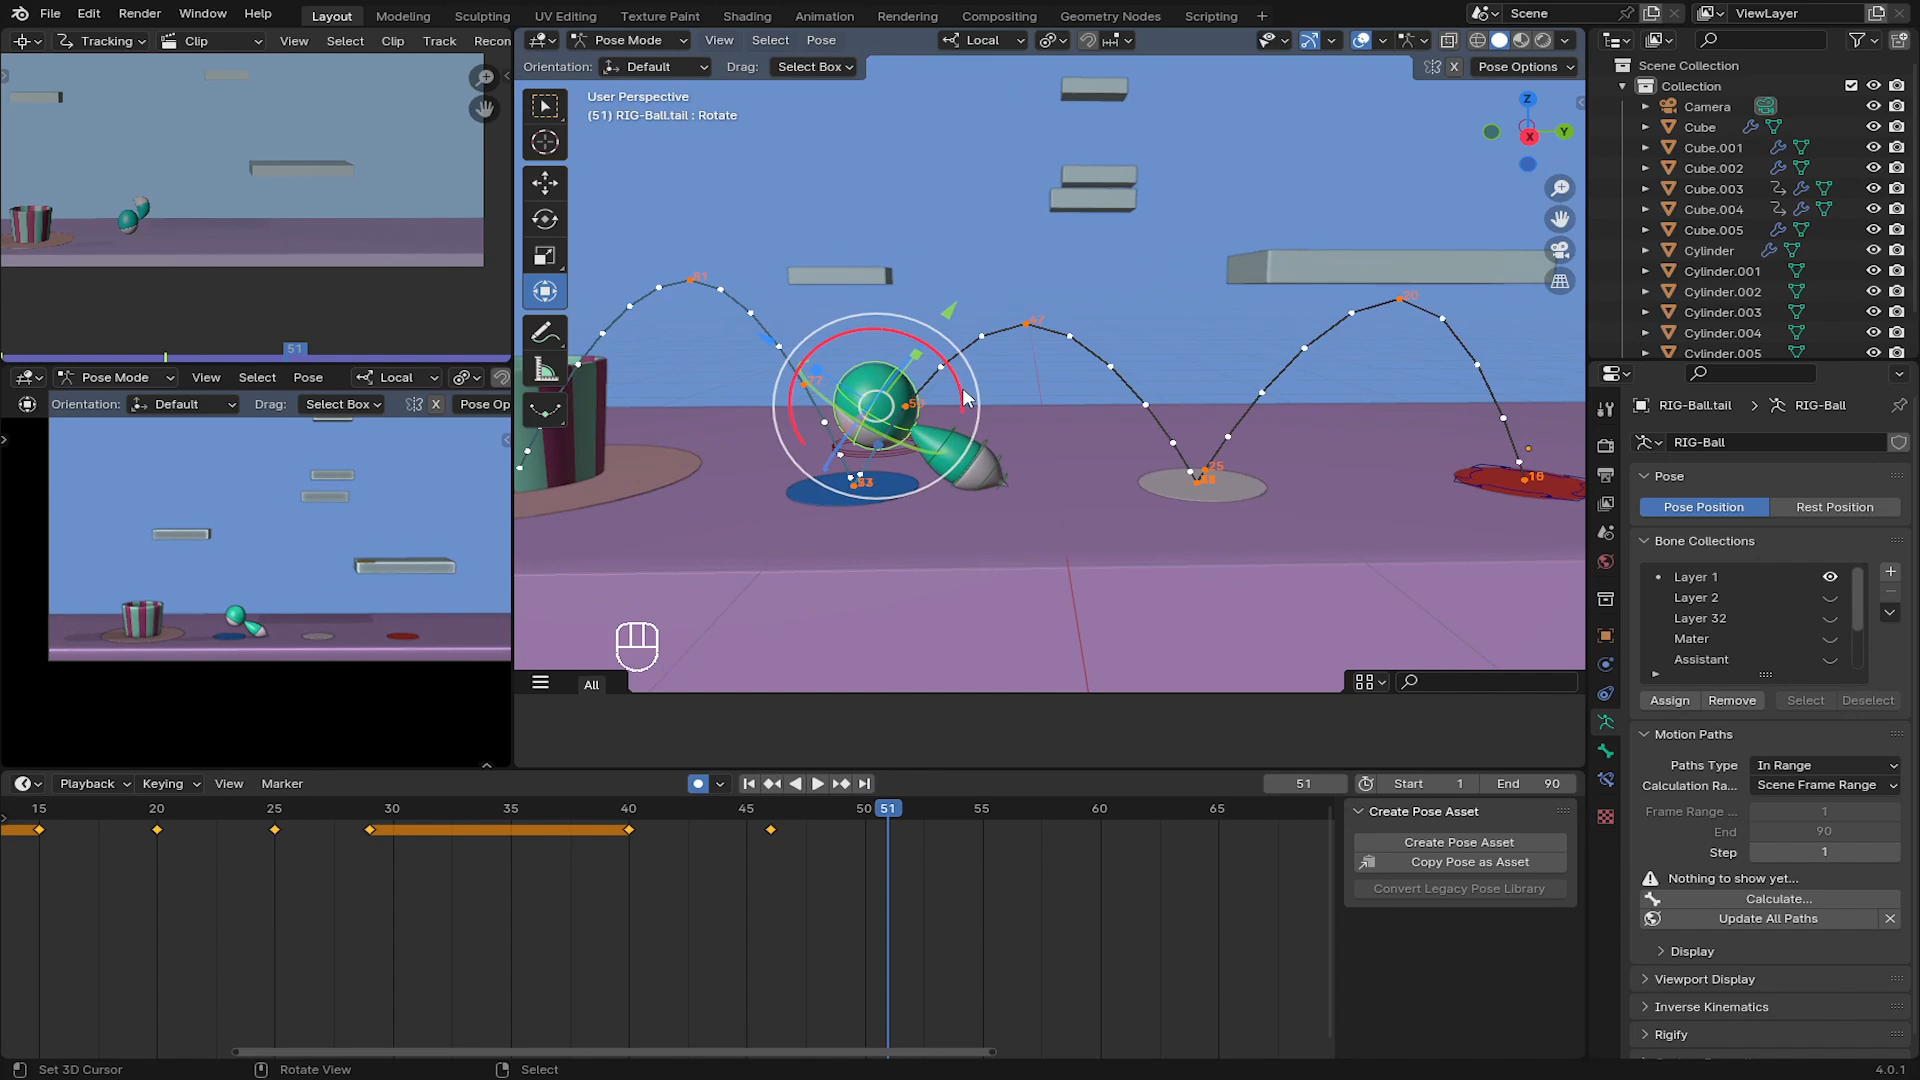 File Edit Render Window Help Layout Modeling Sculpting UV Editing Texture Paint Shading Animation Rendering Compositing Geometry Nodes Scripting + Scene ViewLayer
Tracking Clip View Select Clip Track Recon
Pose Mode View Select Pose Local
Orientation: Default Drag: Select Box X Pose Options
User Perspective
(51) RIG-Ball.tail : Rotate
Z
Y
X
81
77
53
67
25
20
16
51
Pose Mode View Select Pose Local
Orientation: Default Drag: Select Box X Pose Op
All
Playback Keying View Marker 51 Start 1 End 90
15 20 25 30 35 40 45 50 51 55 60 65
Create Pose Asset
Create Pose Asset
Copy Pose as Asset
Convert Legacy Pose Library
Scene Collection
Collection
Camera
Cube
Cube.001
Cube.002
Cube.003
Cube.004
Cube.005
Cylinder
Cylinder.001
Cylinder.002
Cylinder.003
Cylinder.004
Cylinder.005
RIG-Ball.tail RIG-Ball
RIG-Ball
Pose
Pose Position Rest Position
Bone Collections
Layer 1
Layer 2
Layer 32
Mater
Assistant
Assign Remove Select Deselect
Motion Paths
Paths Type In Range
Calculation Ra... Scene Frame Range
Frame Range ... 1
End 90
Step 1
Nothing to show yet...
Calculate...
Update All Paths
Display
Viewport Display
Inverse Kinematics
Rigify
Set 3D Cursor Rotate View Select 4.0.1